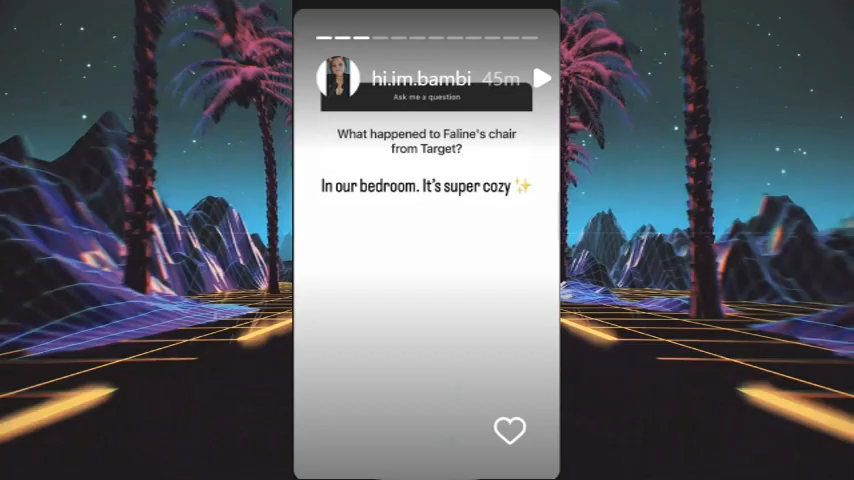 hi.im.bambi 45m
Ask me a question
What happened to Faline's chair
from Target?
In our bedroom. It's super cozy ✨